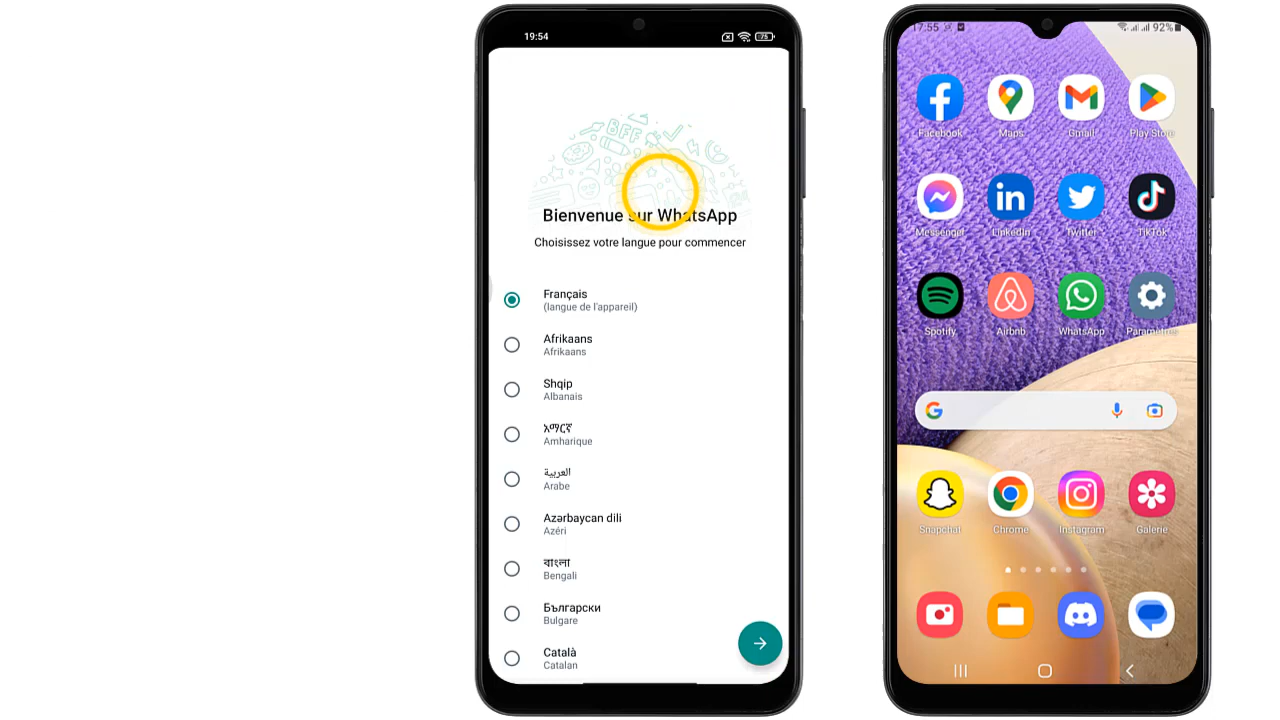 19:54
75
BFF
Bienvenue sur WhatsApp
Choisissez votre langue pour commencer
Français
(langue de l'appareil)
Afrikaans
Afrikaans
Shqip
Albanais
አማርኛ
Amharique
العربية
Arabe
Azərbaycan dili
Azéri
বাংলা
Bengali
Български
Bulgare
Català
Catalan
17:55
92%
Facebook
Maps
Gmail
Play Store
Messenger
LinkedIn
Twitter
TikTok
Spotify
Airbnb
WhatsApp
Paramètres
Snapchat
Chrome
Instagram
Galerie